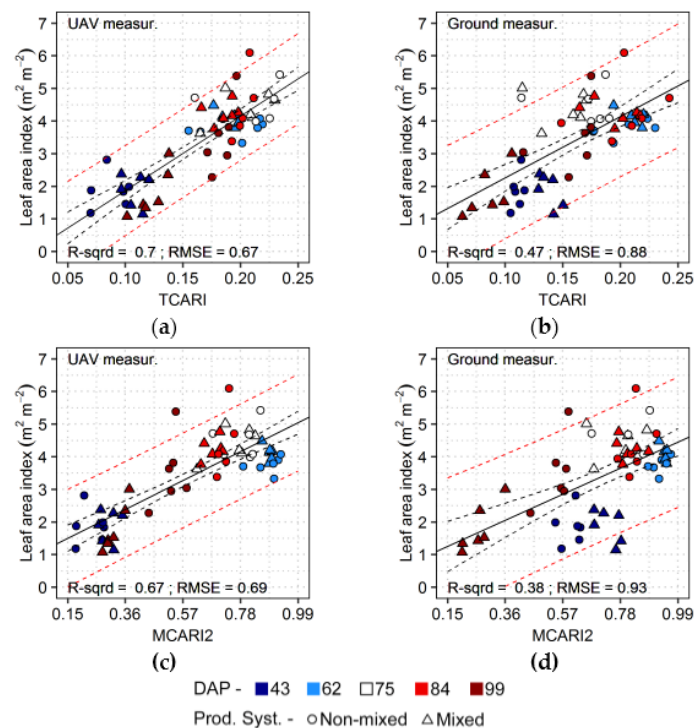 UAV measur.
Leaf area index (m² m⁻²)
7
6
5
4
3
2
1
0
R-sqrd = 0.7 ; RMSE = 0.67
0.05 0.10 0.15 0.20 0.25
TCARI
(a)
Ground measur.
Leaf area index (m² m⁻²)
7
6
5
4
3
2
1
0
R-sqrd = 0.47 ; RMSE = 0.88
0.05 0.10 0.15 0.20 0.25
TCARI
(b)
UAV measur.
Leaf area index (m² m⁻²)
7
6
5
4
3
2
1
0
R-sqrd = 0.67 ; RMSE = 0.69
0.15 0.36 0.57 0.78 0.99
MCARI2
(c)
Ground measur.
Leaf area index (m² m⁻²)
7
6
5
4
3
2
1
0
R-sqrd = 0.38 ; RMSE = 0.93
0.15 0.36 0.57 0.78 0.99
MCARI2
(d)
DAP - 43 62 75 84 99
Prod. Syst. - Non-mixed Mixed